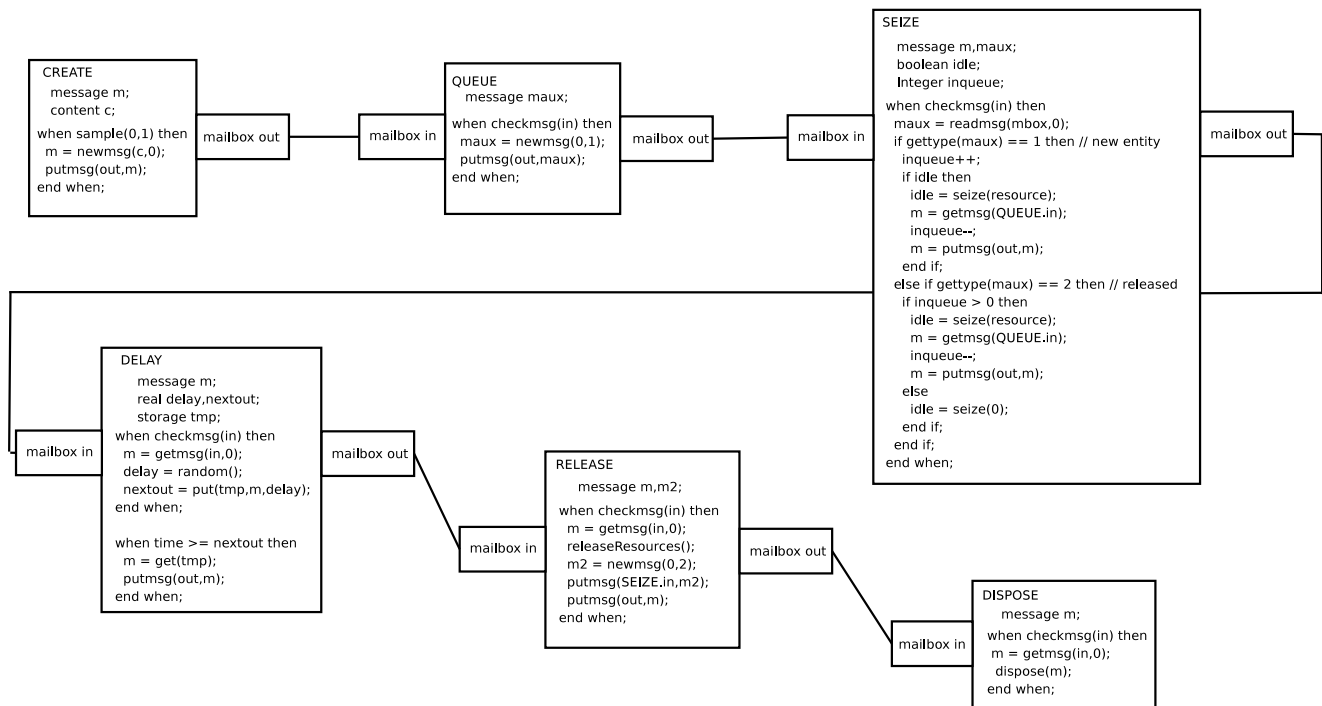 CREATE
message m;
content c;
when sample(0,1) then
m = newmsg(c,0);
putmsg(out,m);
end when;
mailbox out
mailbox in
QUEUE
message maux;
when checkmsg(in) then
maux = newmsg(0,1);
putmsg(out,maux);
end when;
mailbox out
mailbox in
SEIZE
message m,maux;
boolean idle;
Integer inqueue;
when checkmsg(in) then
maux = readmsg(mbox,0);
if gettype(maux) == 1 then // new entity
inqueue++;
if idle then
idle = seize(resource);
m = getmsg(QUEUE.in);
inqueue--;
m = putmsg(out,m);
end if;
else if gettype(maux) == 2 then // released
if inqueue > 0 then
idle = seize(resource);
m = getmsg(QUEUE.in);
inqueue--;
m = putmsg(out,m);
else
idle = seize(0);
end if;
end if;
end when;
mailbox out
mailbox in
DELAY
message m;
real delay,nextout;
storage tmp;
when checkmsg(in) then
m = getmsg(in,0);
delay = random();
nextout = put(tmp,m,delay);
end when;
when time >= nextout then
m = get(tmp);
putmsg(out,m);
end when;
mailbox out
mailbox in
RELEASE
message m,m2;
when checkmsg(in) then
m = getmsg(in,0);
releaseResources();
m2 = newmsg(0,2);
putmsg(SEIZE.in,m2);
putmsg(out,m);
end when;
mailbox out
mailbox in
DISPOSE
message m;
when checkmsg(in) then
m = getmsg(in,0);
dispose(m);
end when;